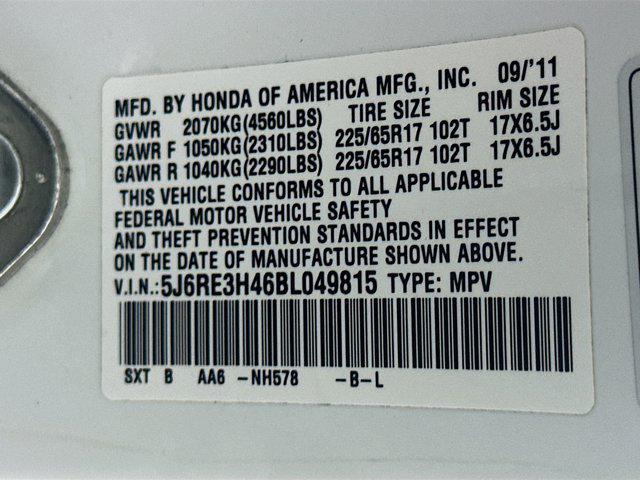 MFD. BY HONDA OF AMERICA MFG., INC. 09/'11
GVWR 2070KG(4560LBS) TIRE SIZE RIM SIZE
GAWR F 1050KG(2310LBS) 225/65R17 102T 17X6.5J
GAWR R 1040KG(2290LBS) 225/65R17 102T 17X6.5J
THIS VEHICLE CONFORMS TO ALL APPLICABLE
FEDERAL MOTOR VEHICLE SAFETY
AND THEFT PREVENTION STANDARDS IN EFFECT
ON THE DATE OF MANUFACTURE SHOWN ABOVE.
V.I.N.:5J6RE3H46BL049815 TYPE: MPV
SXT B AA6 -NH578 -B-L